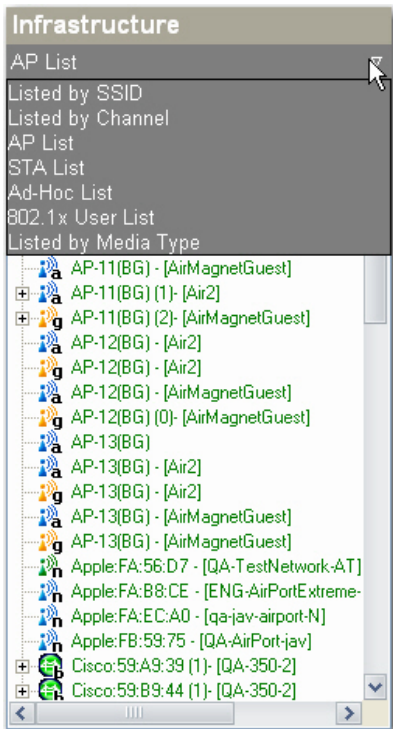 Infrastructure
AP List
Listed by SSID
Listed by Channel
AP List
STA List
Ad-Hoc List
802.1x User List
Listed by Media Type
a AP-11(BG) - [AirMagnetGuest]
a AP-11(BG) (1)- [Air2]
g AP-11(BG) (2)- [AirMagnetGuest]
a AP-12(BG) - [Air2]
g AP-12(BG) - [Air2]
a AP-12(BG) - [AirMagnetGuest]
g AP-12(BG) (0)- [AirMagnetGuest]
a AP-13(BG)
a AP-13(BG) - [Air2]
g AP-13(BG) - [Air2]
a AP-13(BG) - [AirMagnetGuest]
g AP-13(BG) - [AirMagnetGuest]
n Apple:FA:56:D7 - [QA-TestNetwork-AT]
n Apple:FA:B8:CE - [ENG-AirPortExtreme-
n Apple:FA:EC:A0 - [qa-jav-airport-N]
n Apple:FB:59:75 - [QA-AirPort-jav]
b Cisco:59:A9:39 (1)- [QA-350-2]
b Cisco:59:B9:44 (1)- [QA-350-2]